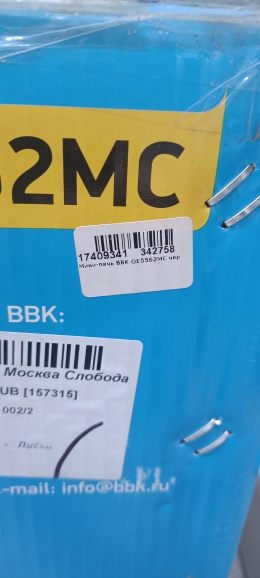 62MC
17409341 342758
Мини-печь BBK OE5562MC чер
BBK:
Москва Слобода
UB [157315]
002/2
- Лиски
-mail: info@bbk.ru